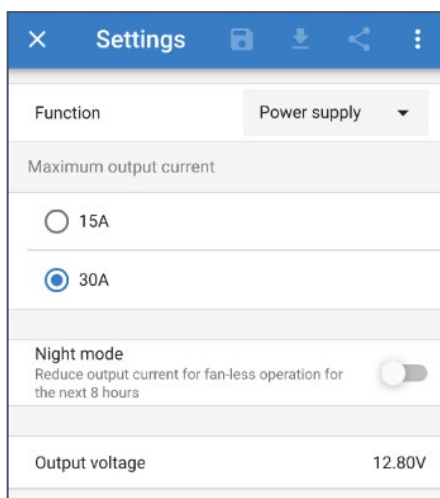 Settings
Function
Power supply
Maximum output current
15A
30A
Night mode
Reduce output current for fan-less operation for
the next 8 hours
Output voltage
12.80V